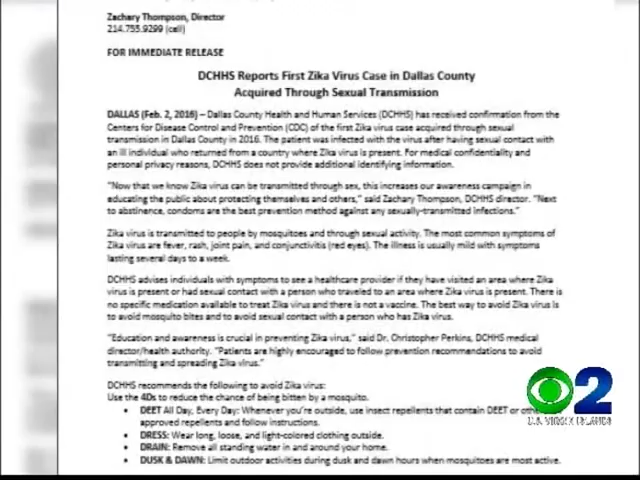 Zachary Thompson, Director
214.755.9299 (cell)
FOR IMMEDIATE RELEASE
DCHHS Reports First Zika Virus Case in Dallas County
Acquired Through Sexual Transmission
DALLAS (Feb. 2, 2016) – Dallas County Health and Human Services (DCHHS) has received confirmation from the
Centers for Disease Control and Prevention (CDC) of the first Zika virus case acquired through sexual
transmission in Dallas County in 2016. The patient was infected with the virus after having sexual contact with
an ill individual who returned from a country where Zika virus is present. For medical confidentiality and
personal privacy reasons, DCHHS does not provide additional identifying information.
"Now that we know Zika virus can be transmitted through sex, this increases our awareness campaign in
educating the public about protecting themselves and others," said Zachary Thompson, DCHHS director. "Next
to abstinence, condoms are the best prevention method against any sexually-transmitted infections."
Zika virus is transmitted to people by mosquitoes and through sexual activity. The most common symptoms of
Zika virus are fever, rash, joint pain, and conjunctivitis (red eyes). The illness is usually mild with symptoms
lasting several days to a week.
DCHHS advises individuals with symptoms to see a healthcare provider if they have visited an area where Zika
virus is present or had sexual contact with a person who traveled to an area where Zika virus is present. There is
no specific medication available to treat Zika virus and there is not a vaccine. The best way to avoid Zika virus is
to avoid mosquito bites and to avoid sexual contact with a person who has Zika virus.
"Education and awareness is crucial in preventing Zika virus," said Dr. Christopher Perkins, DCHHS medical
director/health authority. "Patients are highly encouraged to follow prevention recommendations to avoid
transmitting and spreading Zika virus."
DCHHS recommends the following to avoid Zika virus:
Use the 4Ds to reduce the chance of being bitten by a mosquito.
• DEET All Day, Every Day: Whenever you're outside, use insect repellents that contain DEET or
approved repellents and follow instructions.
• DRESS: Wear long, loose, and light-colored clothing outside.
• DRAIN: Remove all standing water in and around your home.
• DUSK & DAWN: Limit outdoor activities during dusk and dawn hours when mosquitoes are most active.
2
U.S. VIRGIN ISLANDS